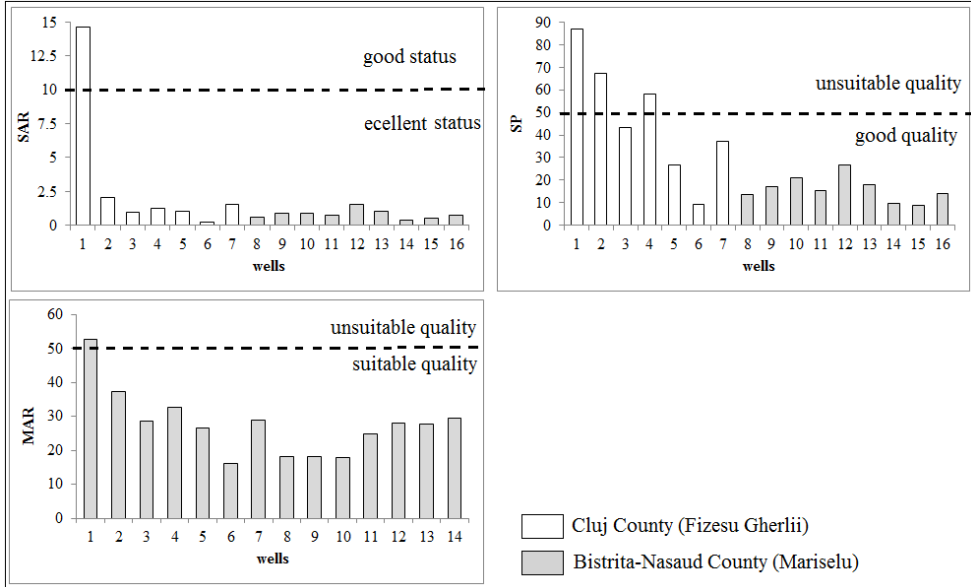 15
12.5
10
7.5
5
2.5
0
SAR
good status
ecellent status
1 2 3 4 5 6 7 8 9 10 11 12 13 14 15 16
wells
90
80
70
60
50
40
30
20
10
0
SP
unsuitable quality
good quality
1 2 3 4 5 6 7 8 9 10 11 12 13 14 15 16
wells
60
50
40
30
20
10
0
MAR
unsuitable quality
suitable quality
1 2 3 4 5 6 7 8 9 10 11 12 13 14
wells
Cluj County (Fizesu Gherlii)
Bistrita-Nasaud County (Mariselu)